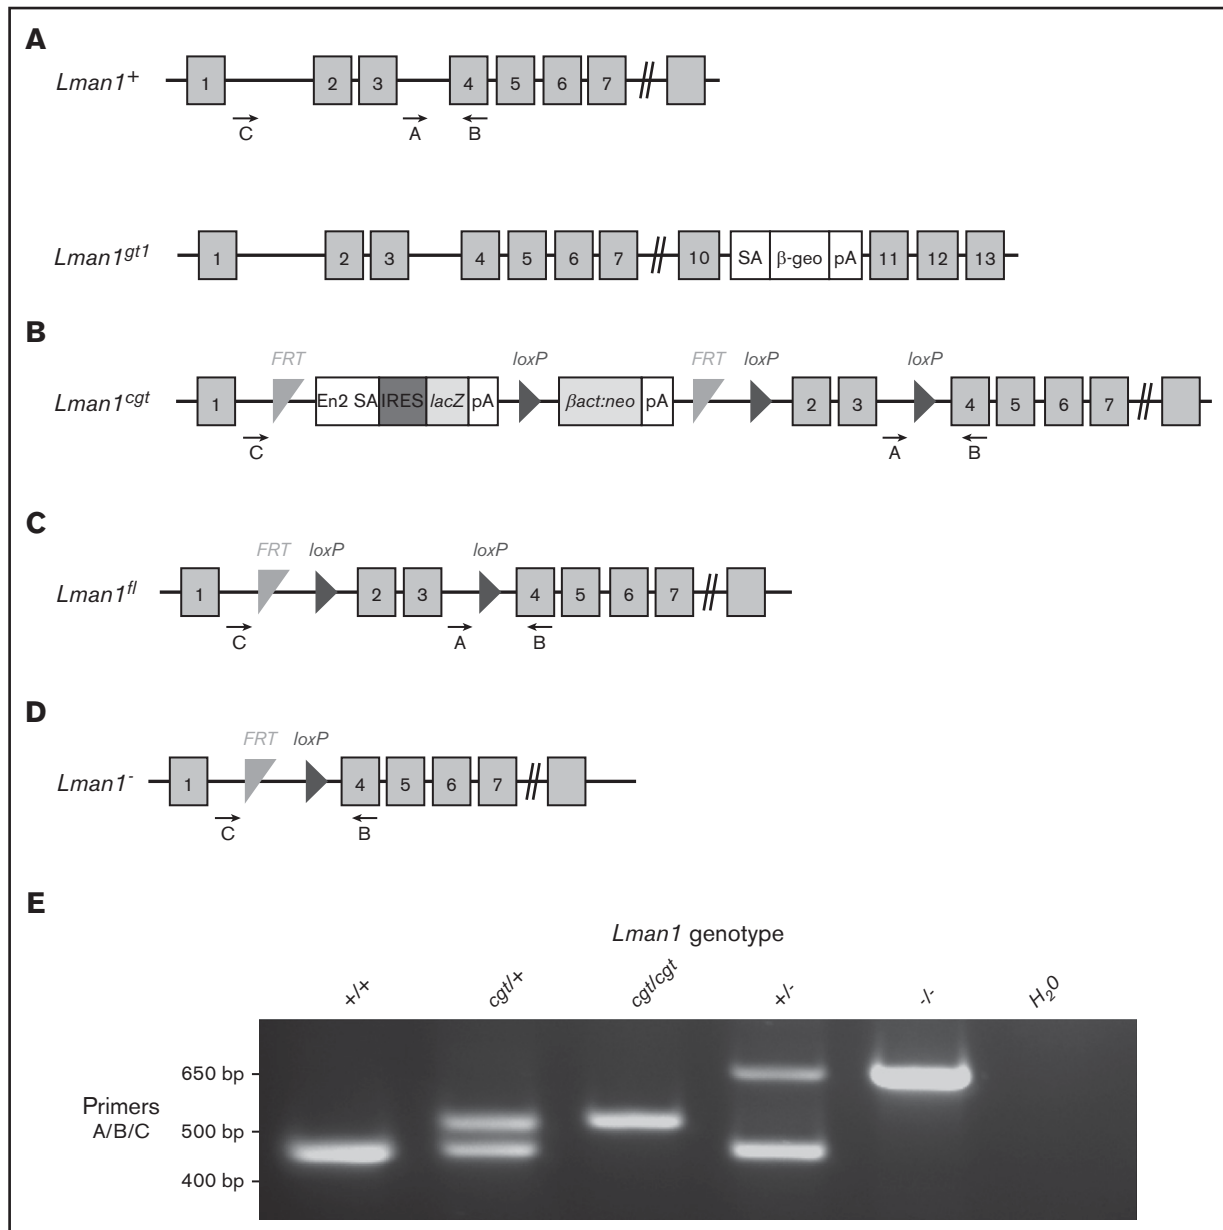 A
Lman1+
1 2 3 4 5 6 7
C A B
Lman1gt1
1 2 3 4 5 6 7 10 SA β-geo pA 11 12 13
B
FRT loxP FRT loxP loxP
Lman1cgt
1 En2 SA IRES lacZ pA βact:neo pA 2 3 4 5 6 7
C A B
C
FRT loxP loxP
Lman1fl
1 2 3 4 5 6 7
C A B
D
FRT loxP
Lman1-
1 4 5 6 7
C B
E
Lman1 genotype
+/+ cgt/+ cgt/cgt +/- -/- H20
650 bp
Primers
A/B/C
500 bp
400 bp